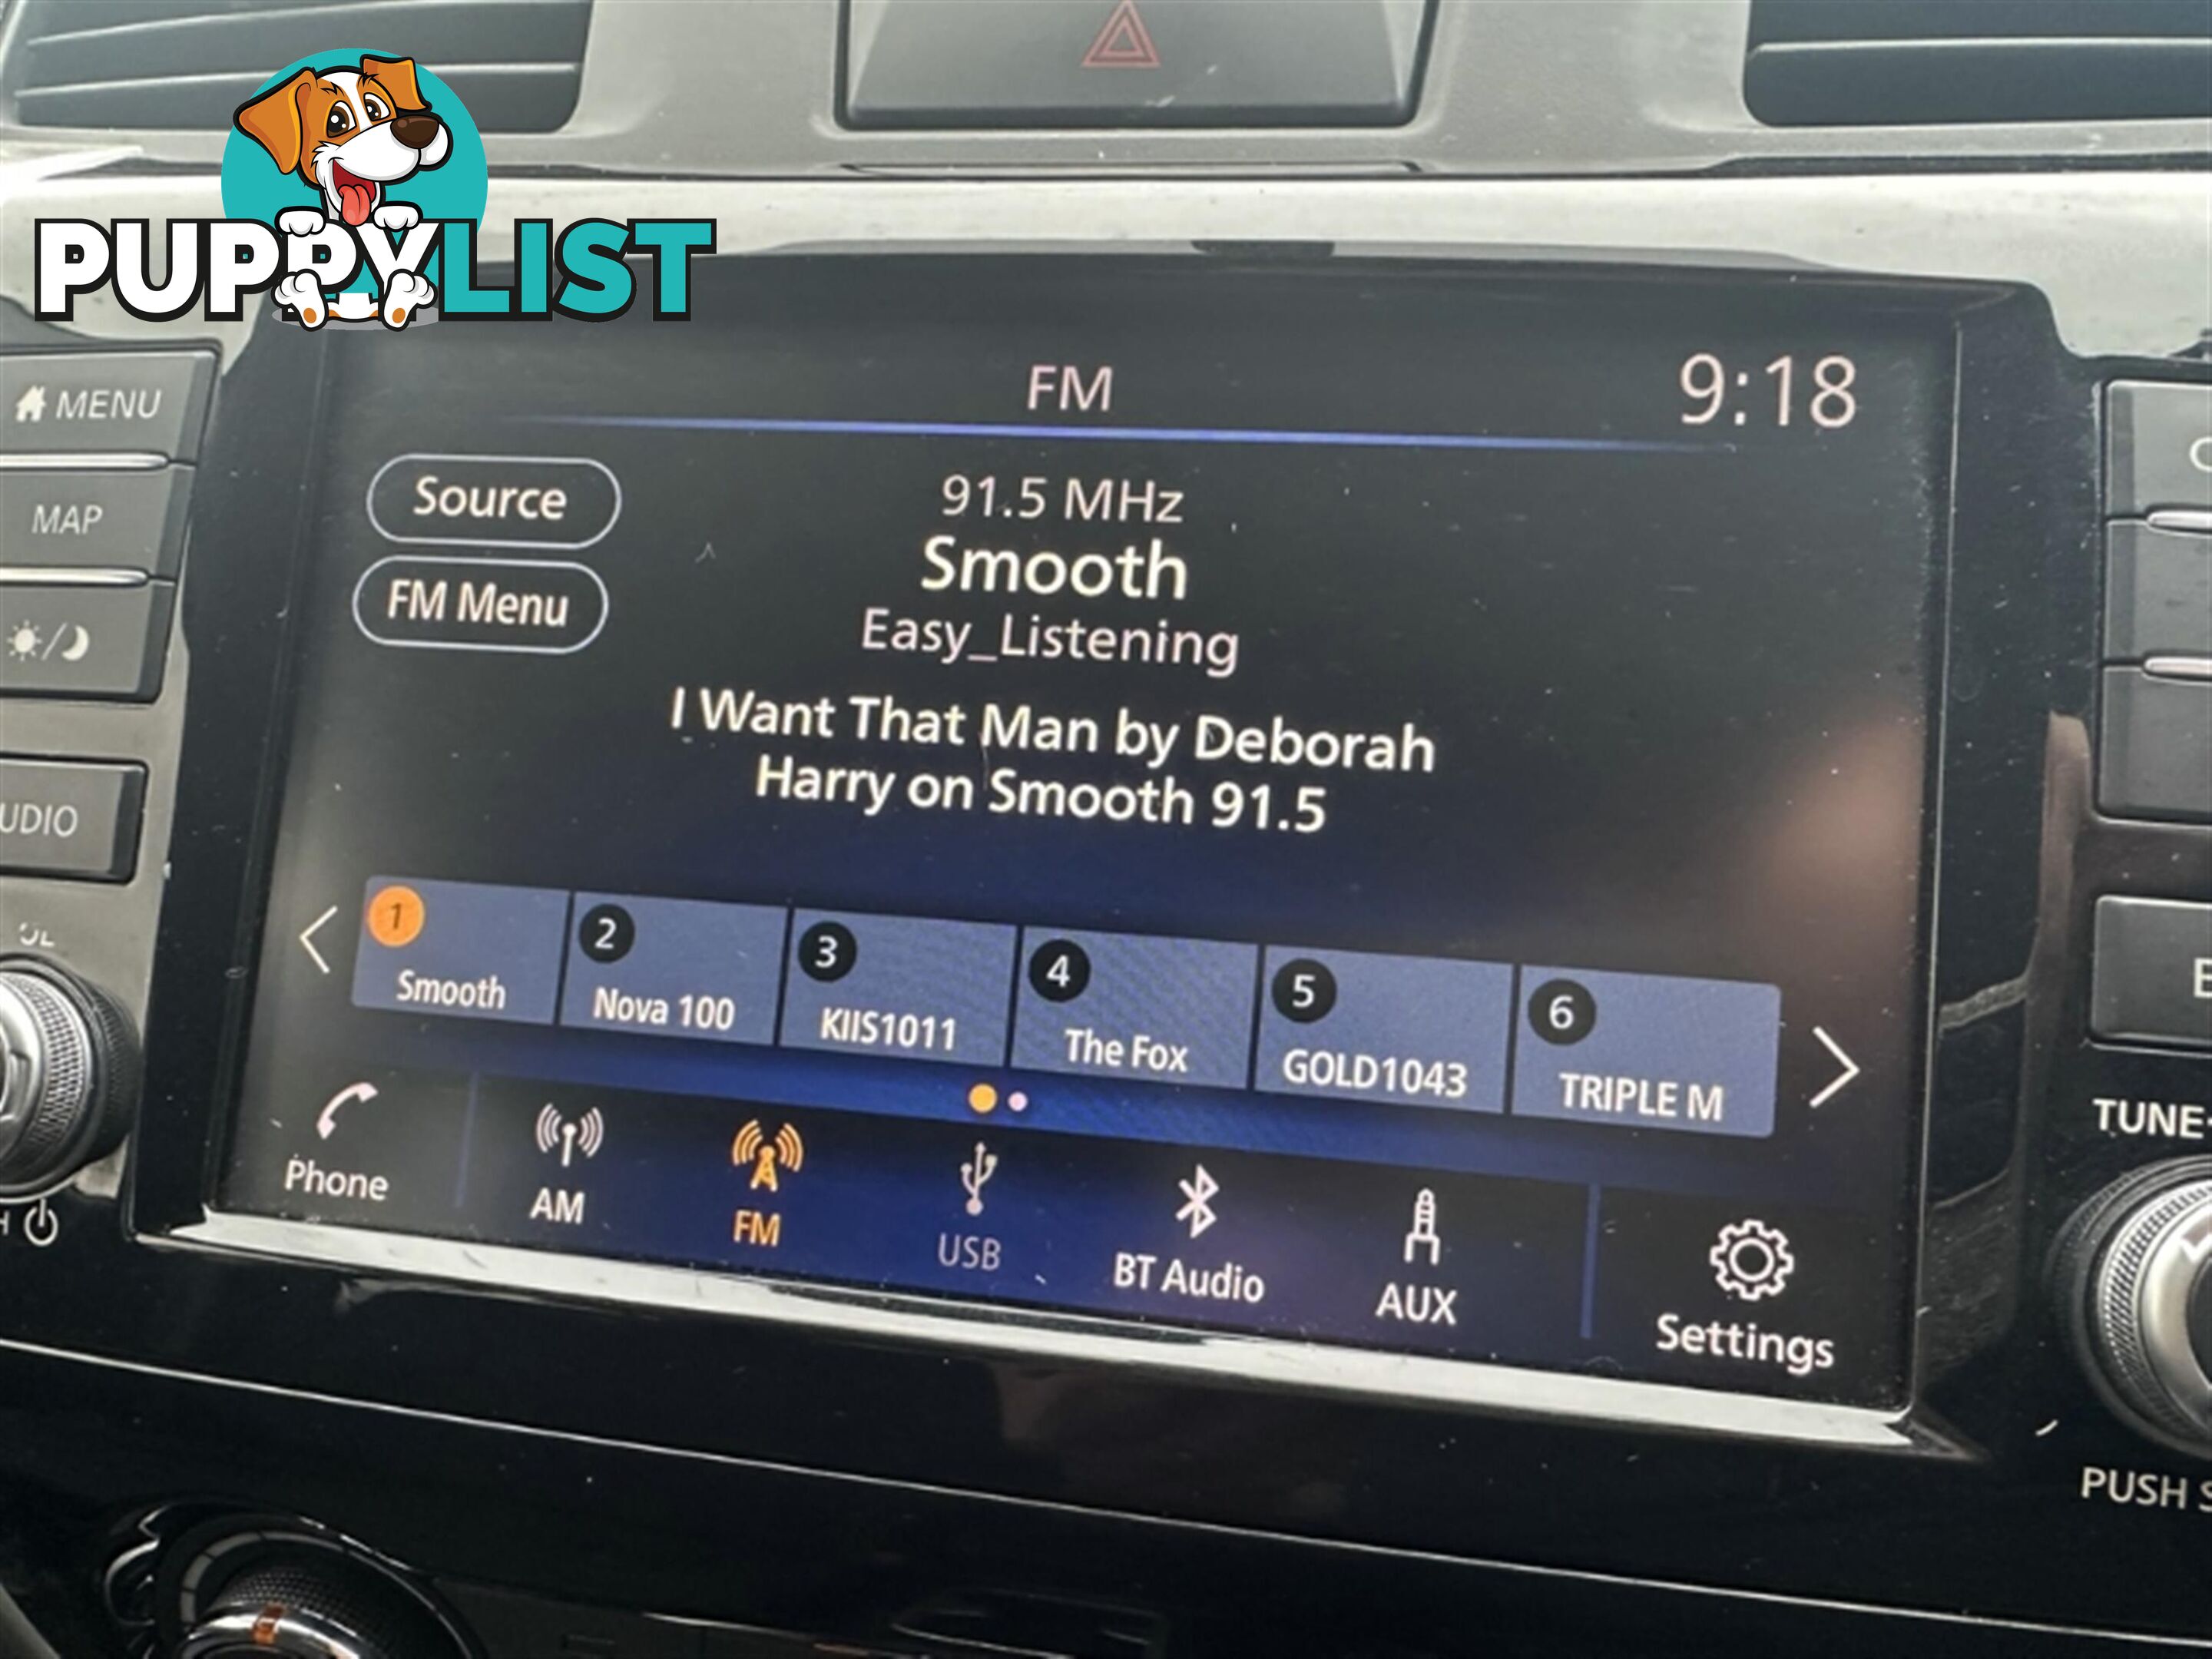 PUPPYLIST
FM
9:18
MENU
MAP
UDIO
Source
FM Menu
91.5 MHz
Smooth
Easy_Listening
I Want That Man by Deborah
Harry on Smooth 91.5
1
Smooth
2
Nova 100
3
KIIS1011
4
The Fox
5
GOLD1043
6
TRIPLE M
Phone
AM
FM
USB
BT Audio
AUX
Settings
TUNE
PUSH